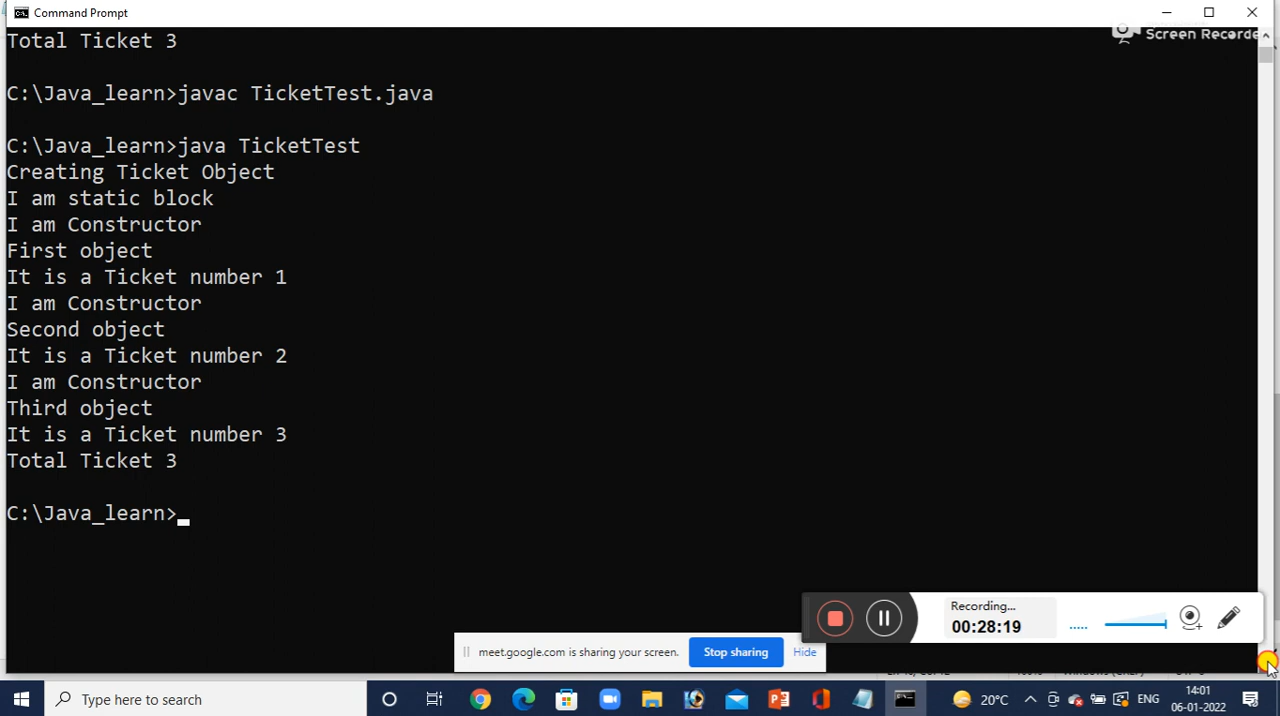 Command Prompt
Screen Recorde
Total Ticket 3
C:\Java_learn>javac TicketTest.java
C:\Java_learn>java TicketTest
Creating Ticket Object
I am static block
I am Constructor
First object
It is a Ticket number 1
I am Constructor
Second object
It is a Ticket number 2
I am Constructor
Third object
It is a Ticket number 3
Total Ticket 3
C:\Java_learn>
Recording...
00:28:19
meet.google.com is sharing your screen. Stop sharing Hide
Type here to search
20°C ENG 14:01
06-01-2022